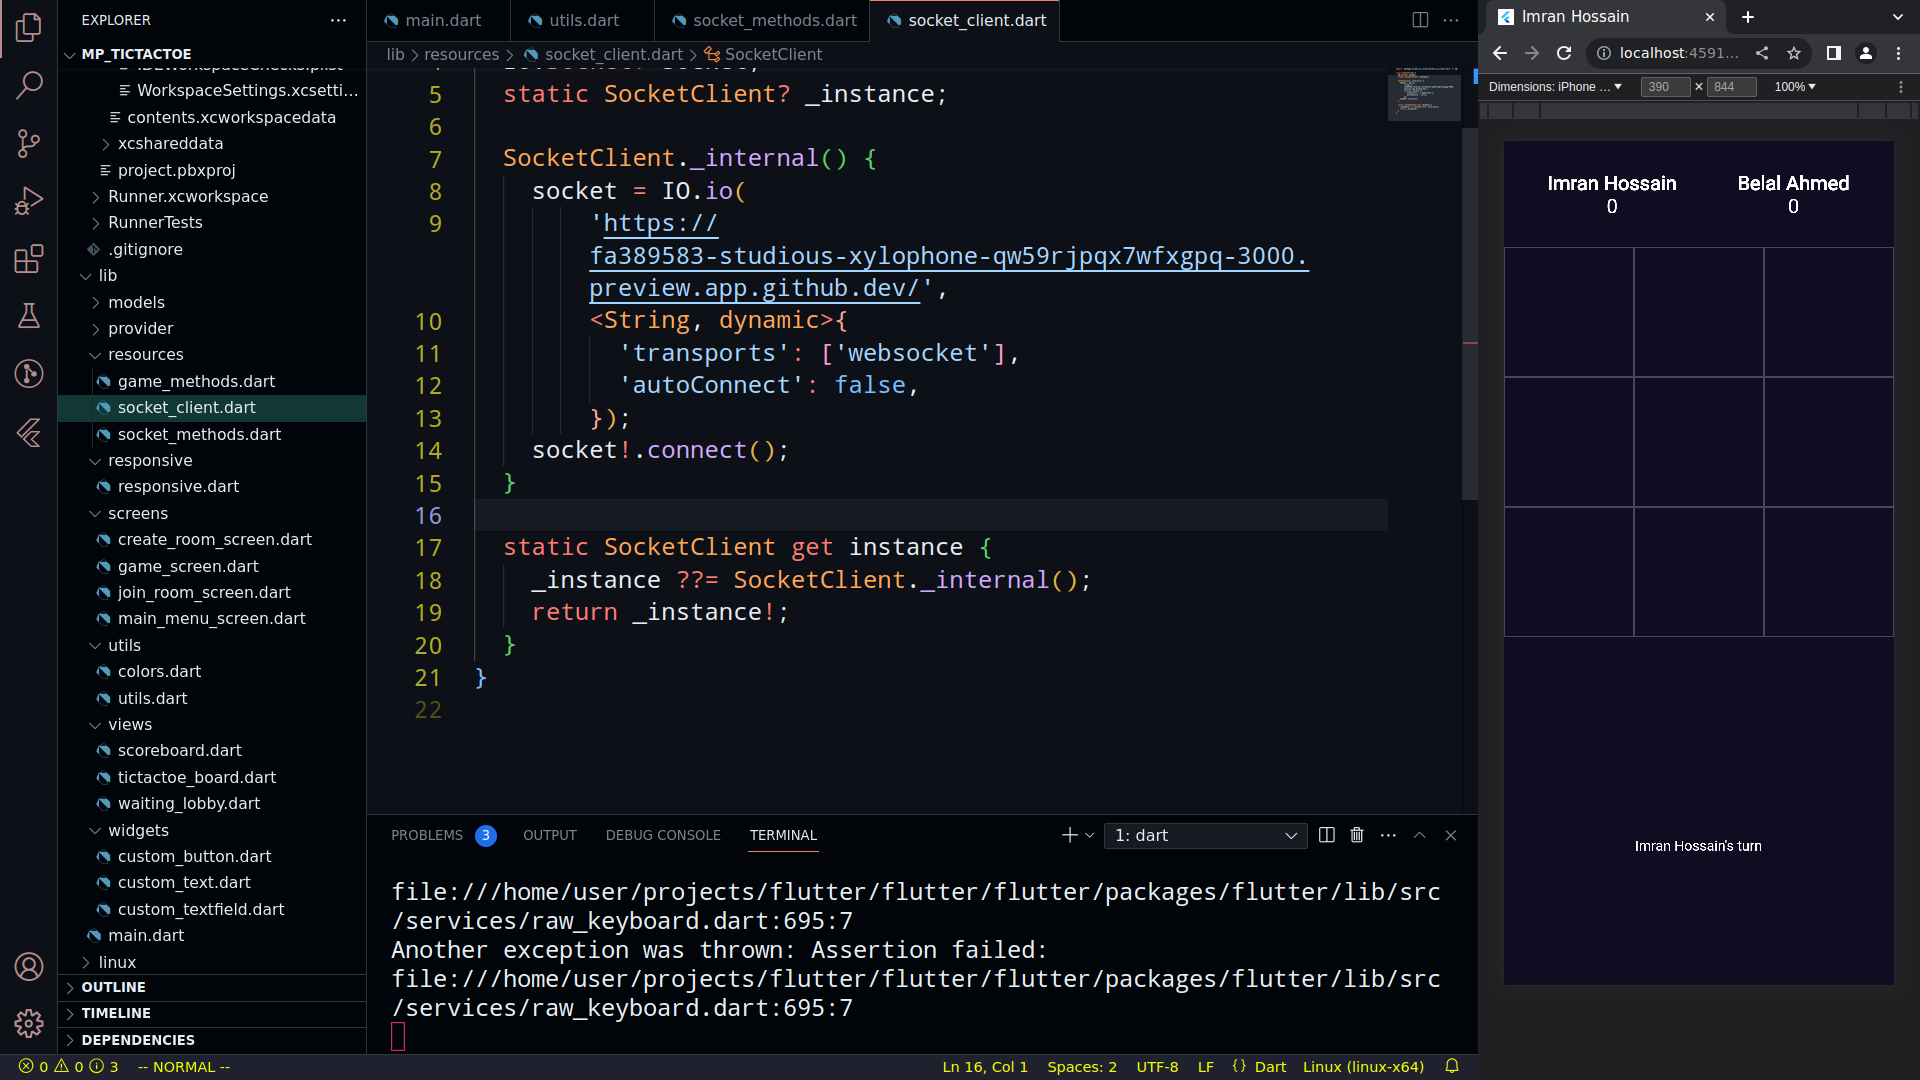 EXPLORER
MP_TICTACTOE
WorkspaceSettings.xcsetti...
contents.xcworkspacedata
xcshareddata
project.pbxproj
Runner.xcworkspace
RunnerTests
.gitignore
lib
models
provider
resources
game_methods.dart
socket_client.dart
socket_methods.dart
responsive
responsive.dart
screens
create_room_screen.dart
game_screen.dart
join_room_screen.dart
main_menu_screen.dart
utils
colors.dart
utils.dart
views
scoreboard.dart
tictactoe_board.dart
waiting_lobby.dart
widgets
custom_button.dart
custom_text.dart
custom_textfield.dart
main.dart
linux
OUTLINE
TIMELINE
DEPENDENCIES
main.dart utils.dart socket_methods.dart socket_client.dart
lib > resources > socket_client.dart > SocketClient
5 static SocketClient? _instance;
6
7 SocketClient._internal() {
8 socket = IO.io(
9 'https://
fa389583-studious-xylophone-qw59rjpqx7wfxgpq-3000.
preview.app.github.dev/',
10 <String, dynamic>{
11 'transports': ['websocket'],
12 'autoConnect': false,
13 });
14 socket!.connect();
15 }
16
17 static SocketClient get instance {
18 _instance ??= SocketClient._internal();
19 return _instance!;
20 }
21 }
22
PROBLEMS 3 OUTPUT DEBUG CONSOLE TERMINAL 1: dart
file:///home/user/projects/flutter/flutter/flutter/packages/flutter/lib/src
/services/raw_keyboard.dart:695:7
Another exception was thrown: Assertion failed:
file:///home/user/projects/flutter/flutter/flutter/packages/flutter/lib/src
/services/raw_keyboard.dart:695:7
0 0 3 -- NORMAL -- Ln 16, Col 1 Spaces: 2 UTF-8 LF {} Dart Linux (linux-x64)
Imran Hossain
localhost:4591...
Dimensions: iPhone ... 390 × 844 100%
Imran Hossain Belal Ahmed
0 0
Imran Hossain's turn